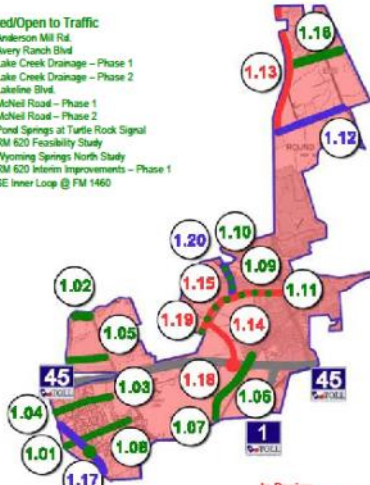 ed/Open to Traffic
Anderson Mill Rd.
Avery Ranch Blvd
Lake Creek Drainage – Phase 1
Lake Creek Drainage – Phase 2
Lakeline Blvd.
McNeil Road – Phase 1
McNeil Road – Phase 2
Pond Springs at Turtle Rock Signal
RM 620 Feasibility Study
Wyoming Springs North Study
RM 620 Interim Improvements – Phase 1
SE Inner Loop @ FM 1460
1.16
1.13
1.12
ROUND
1.20
1.10
1.09
1.15
1.11
1.02
1.19
1.14
1.05
45
TOLL
1.03
1.18
45
TOLL
1.04
1.06
1.07
1
TOLL
1.01
1.08
1.17
In Design